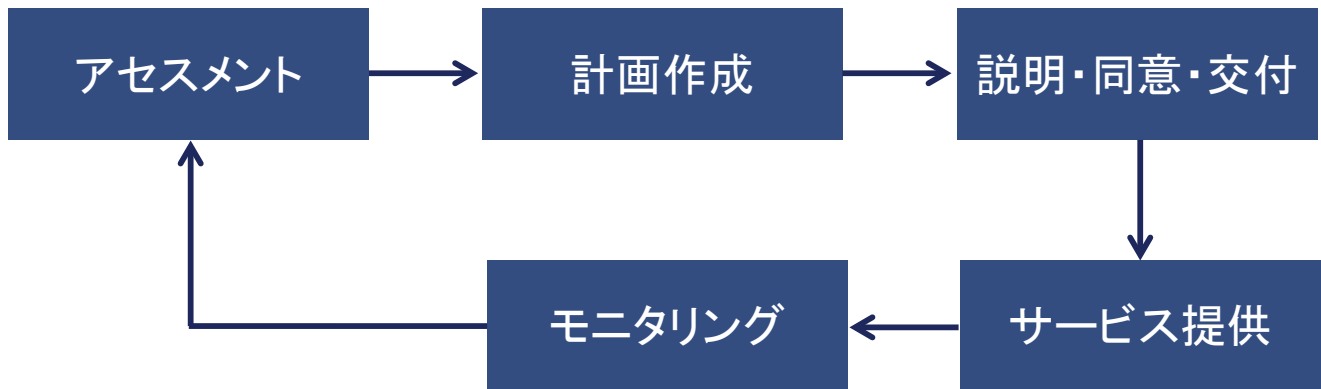 アセスメント
計画作成
説明・同意・交付
サービス提供
モニタリング